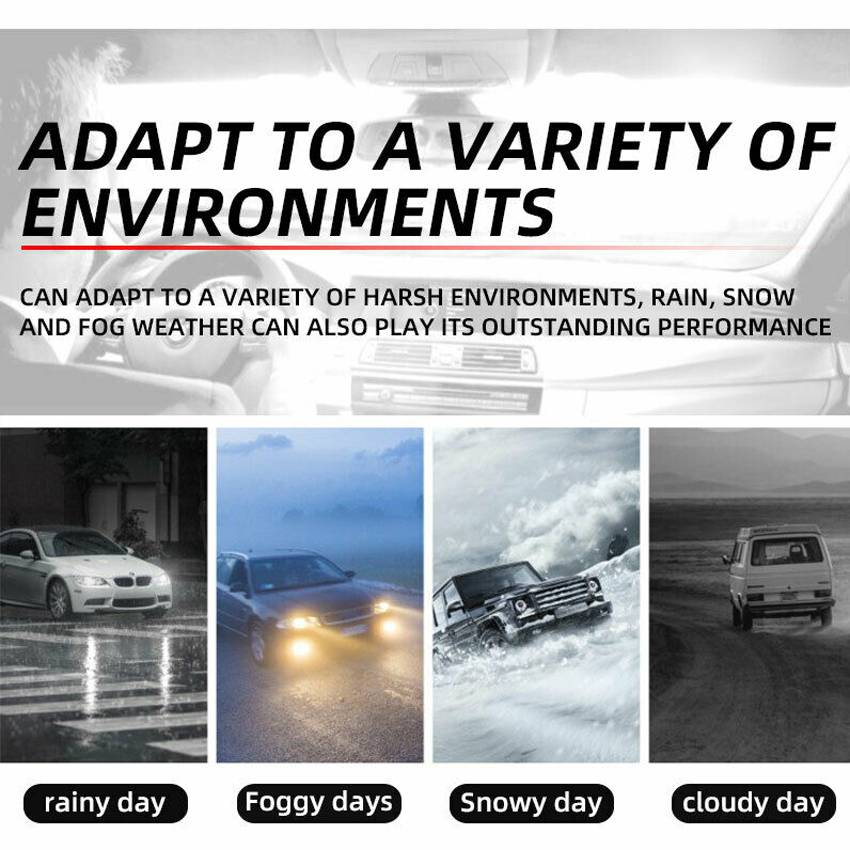 ADAPT TO A VARIETY OF
ENVIRONMENTS
CAN ADAPT TO A VARIETY OF HARSH ENVIRONMENTS, RAIN, SNOW
AND FOG WEATHER CAN ALSO PLAY ITS OUTSTANDING PERFORMANCE
rainy day
Foggy days
Snowy day
cloudy day